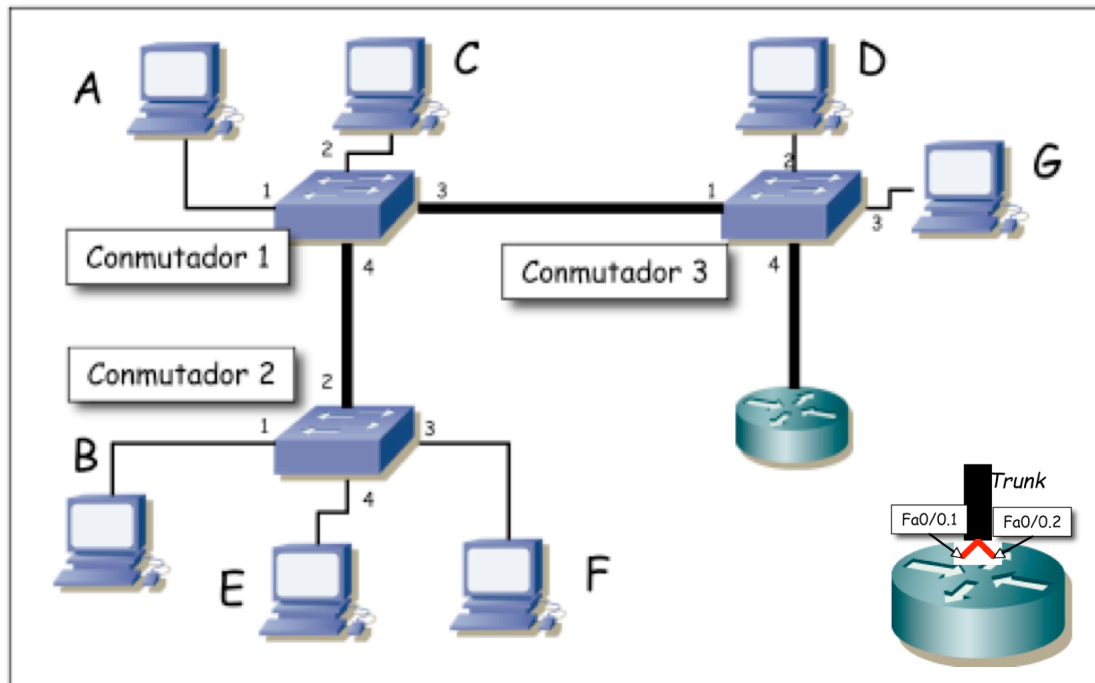 A
C
D
G
2
2
1
3
1
3
Conmutador 1
4
Conmutador 3
4
Conmutador 2
2
1
3
B
4
E
F
Trunk
Fa0/0.1
Fa0/0.2